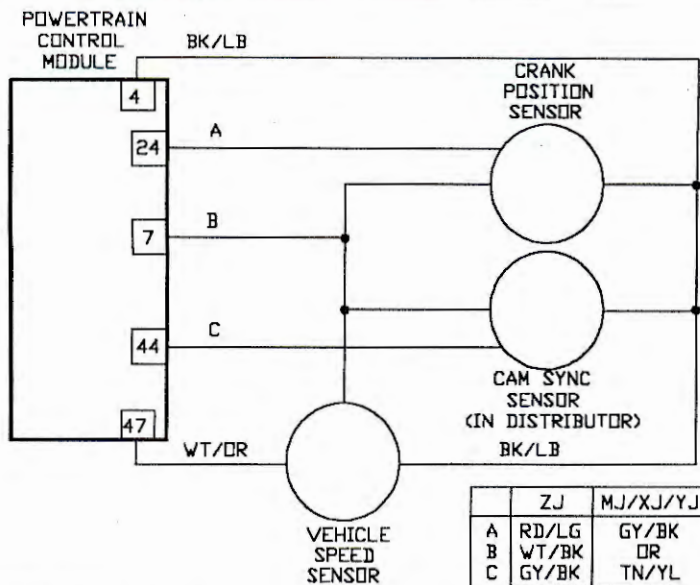 POWERTRAIN
CONTROL
MODULE
BK/LB
4
CRANK
POSITION
SENSOR
24
A
7
B
44
C
CAM SYNC
SENSOR
(IN DISTRIBUTOR)
47
WT/OR
BK/LB
VEHICLE
SPEED
SENSOR
ZJ MJ/XJ/YJ
A RD/LG GY/BK
B WT/BK OR
C GY/BK TN/YL